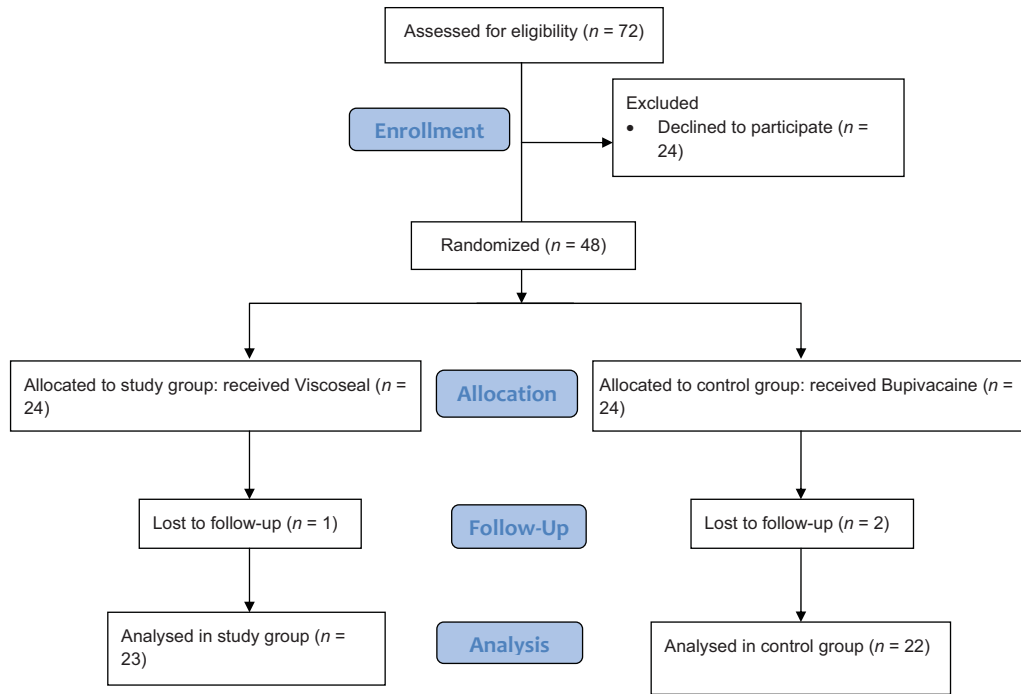 Assessed for eligibility (n = 72)
Enrollment
Excluded
• Declined to participate (n =
24)
Randomized (n = 48)
Allocated to study group: received Viscoseal (n =
24)
Allocation
Allocated to control group: received Bupivacaine (n =
24)
Lost to follow-up (n = 1)
Follow-Up
Lost to follow-up (n = 2)
Analysed in study group (n =
23)
Analysis
Analysed in control group (n = 22)